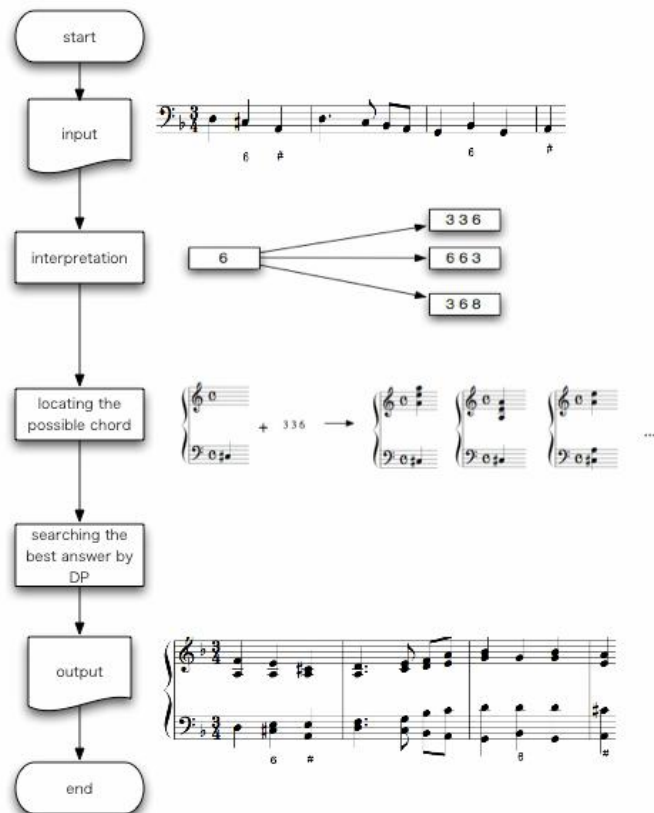 start
input
6 #
6
#
interpretation
6
3 3 6
6 6 3
3 6 8
locating the
possible chord
+ 3 3 6
...
searching the
best answer by
DP
output
6 #
6
#
end